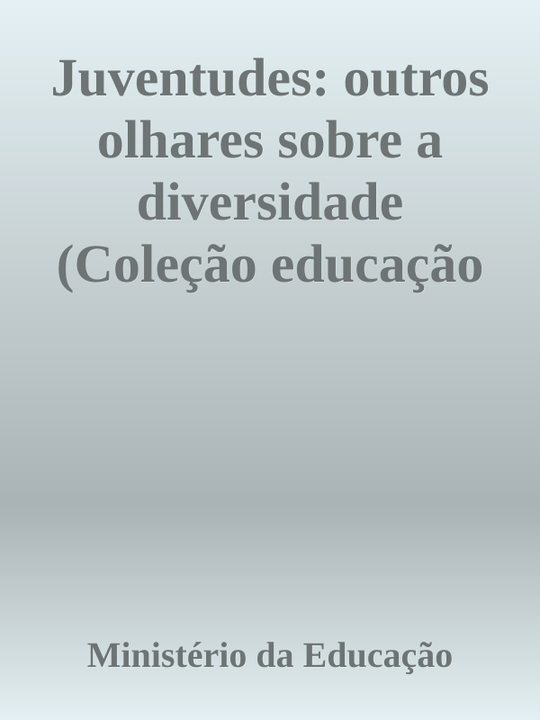 Juventudes: outros
olhares sobre a
diversidade
(Coleção educação
Ministério da Educação